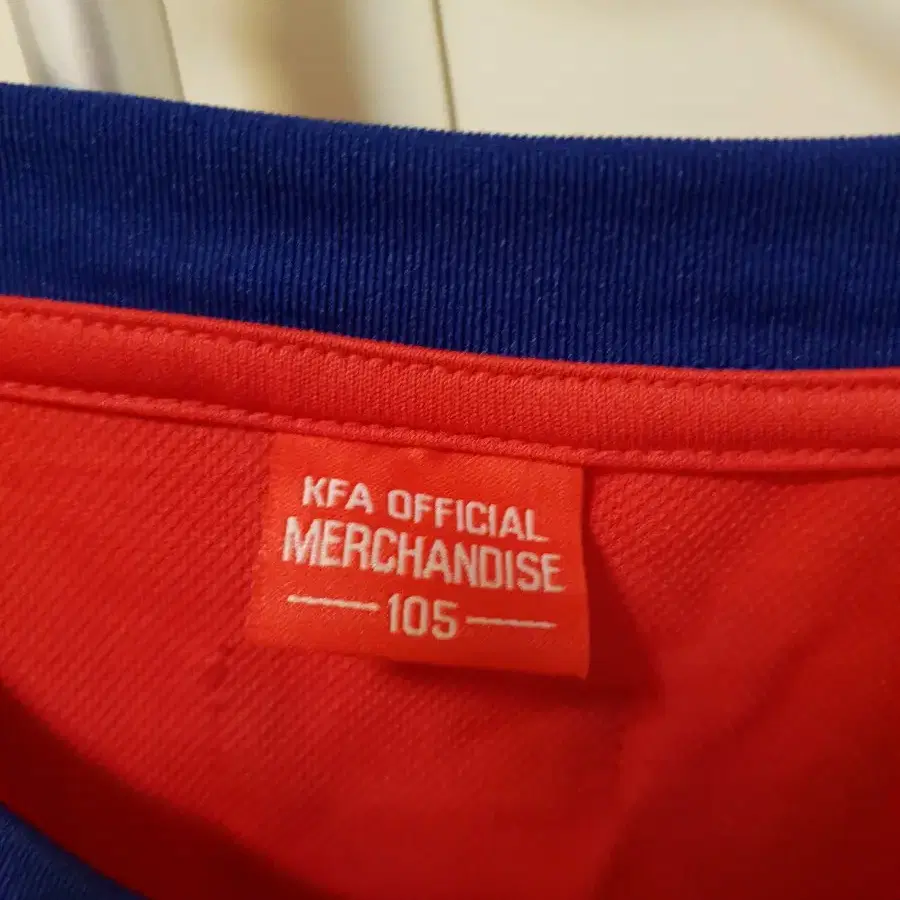 KFA OFFICIAL
MERCHANDISE
105